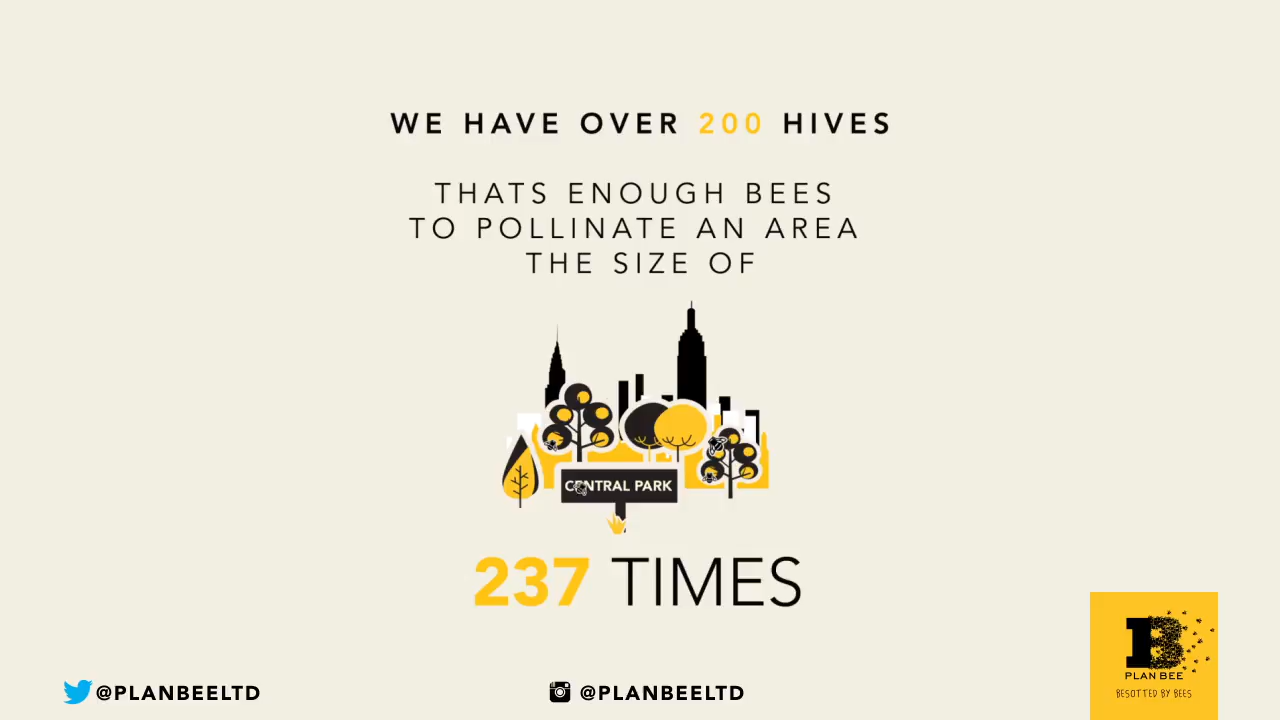 WE HAVE OVER 200 HIVES
THATS ENOUGH BEES
TO POLLINATE AN AREA
THE SIZE OF
CENTRAL PARK
237 TIMES
@PLANBEELTD
@PLANBEELTD
B
PLAN BEE
BESOTTED BY BEES